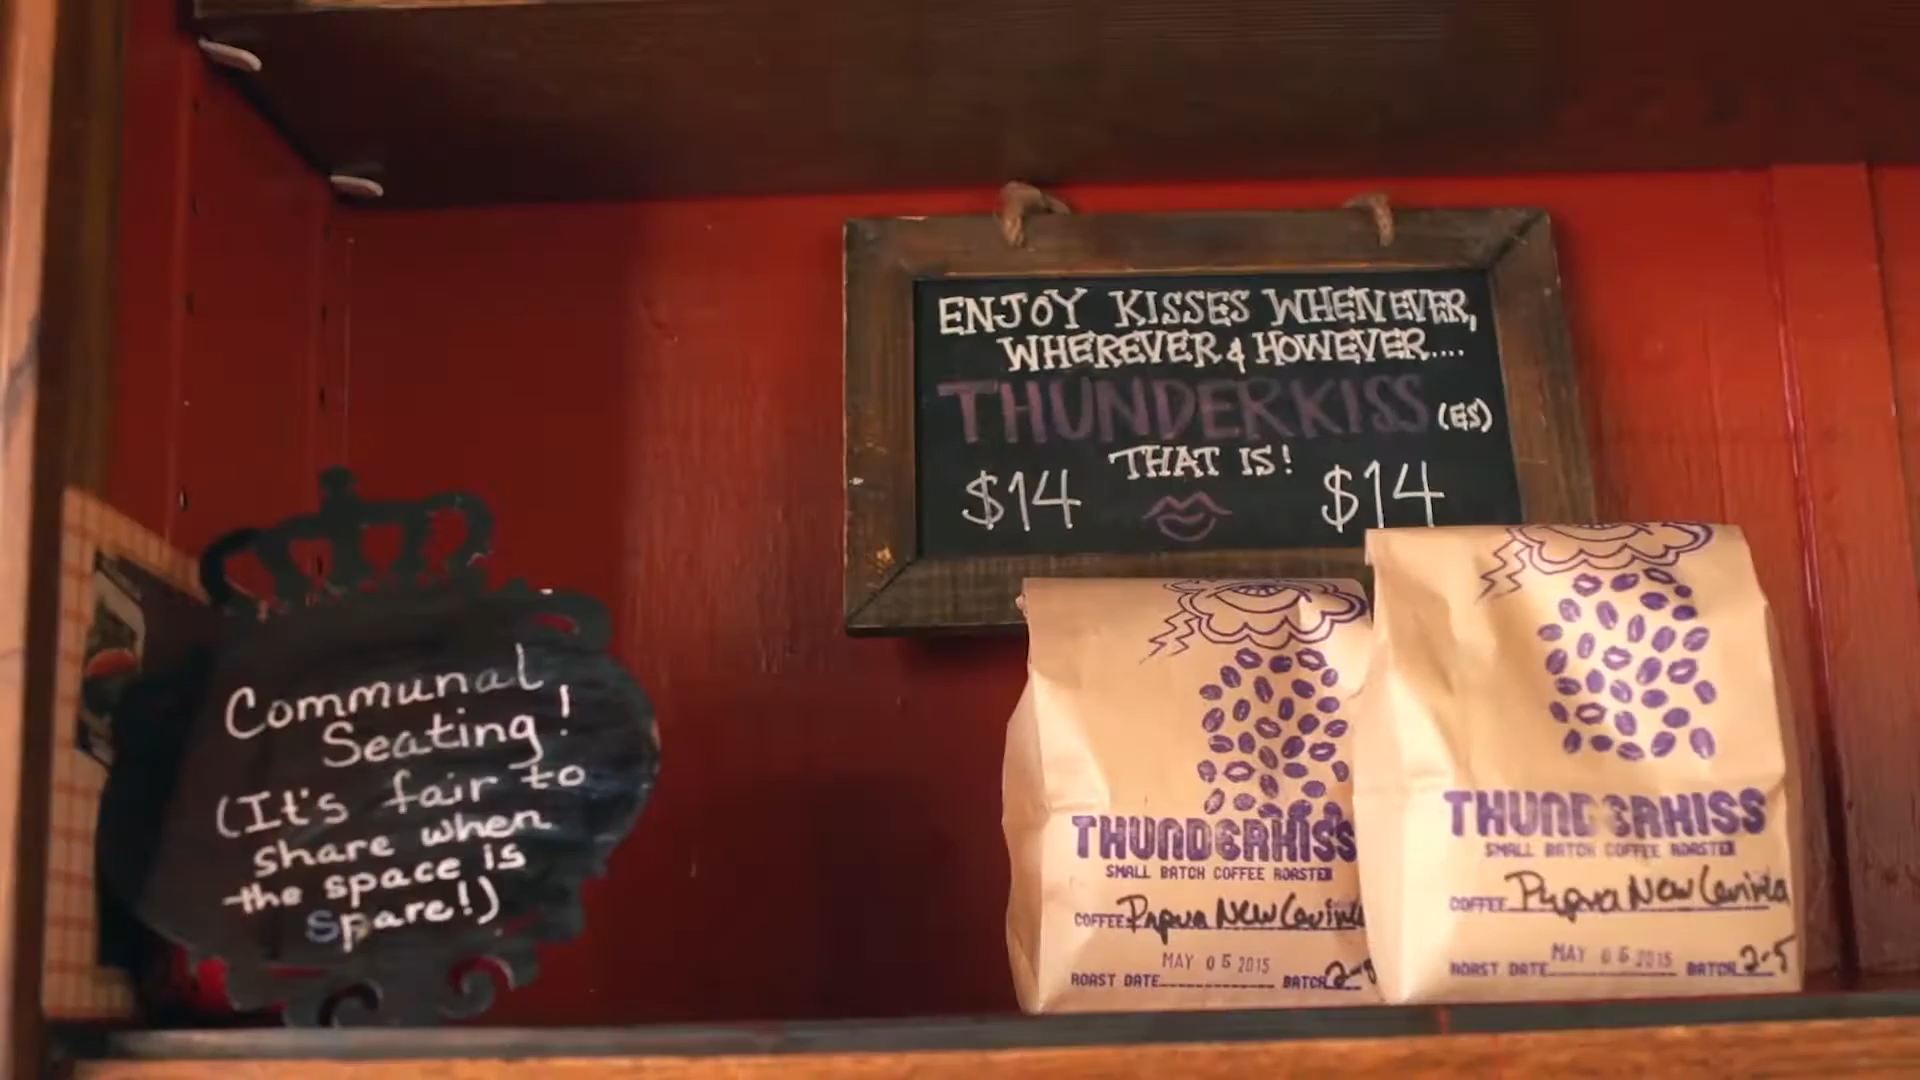 ENJOY KISSES WHENEVER,
WHEREVER & HOWEVER....
THUNDERKISS (ES)
THAT IS!
$14 $14
Communal
Seating!
(It's fair to
share when
the space is
spare!)
THUNDERKISS
SMALL BATCH COFFEE ROASTER
COFFEE Papua New
MAY 05 2015
ROAST DATE BATCH
THUNDERKISS
SMALL BATCH COFFEE ROASTER
COFFEE Papua New
MAY 05 2015
ROAST DATE BATCH 2-5